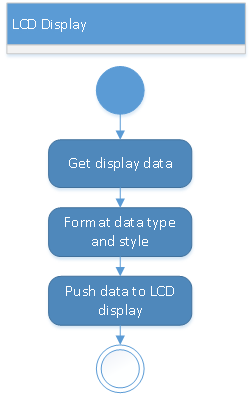 LCD Display
Get display data
Format data type
and style
Push data to LCD
display